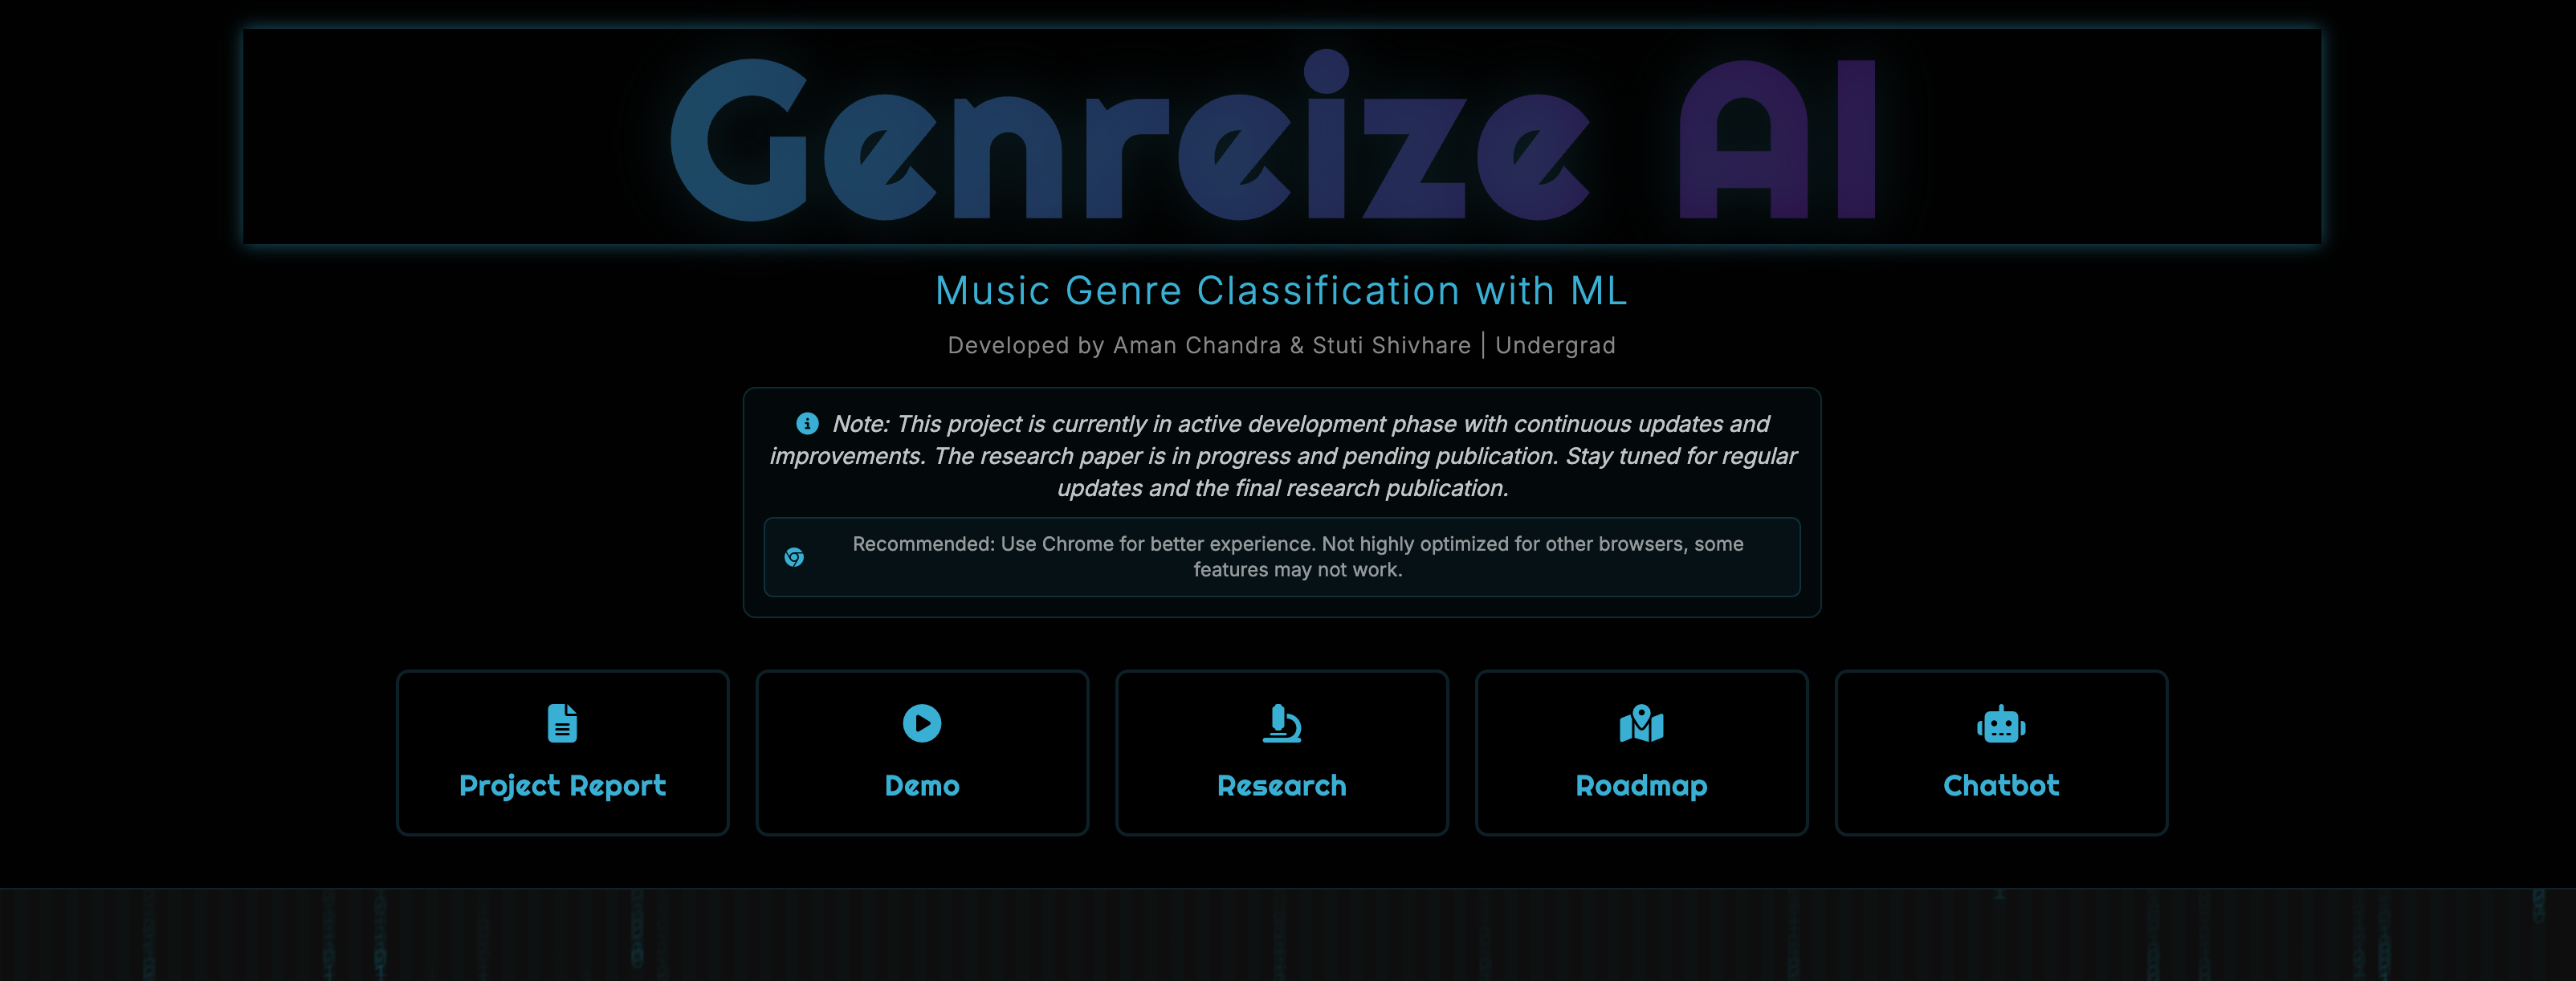 Genreize AI
Music Genre Classification with ML
Developed by Aman Chandra & Stuti Shivhare | Undergrad
Note: This project is currently in active development phase with continuous updates and
improvements. The research paper is in progress and pending publication. Stay tuned for regular
updates and the final research publication.
Recommended: Use Chrome for better experience. Not highly optimized for other browsers, some
features may not work.
Project Report
Demo
Research
Roadmap
Chatbot